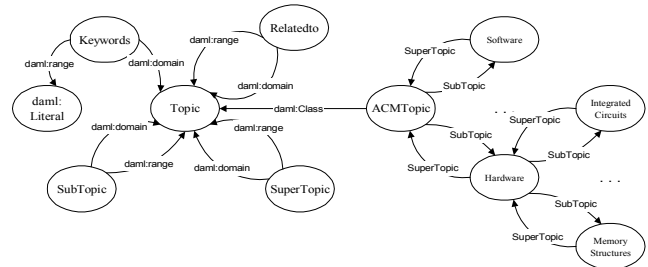 Keywords
Relatedto
Software
daml:range
SuperTopic
daml:range
daml:domain
daml:domain
SubTopic
daml:
Literal
Topic
daml:Class
ACMTopic
. . .
Integrated
Circuits
SuperTopic
daml:domain
daml:range
SubTopic
SubTopic
daml:range
daml:domain
SuperTopic
Hardware
SubTopic
SuperTopic
. . .
SuperTopic
SubTopic
Memory
Structures